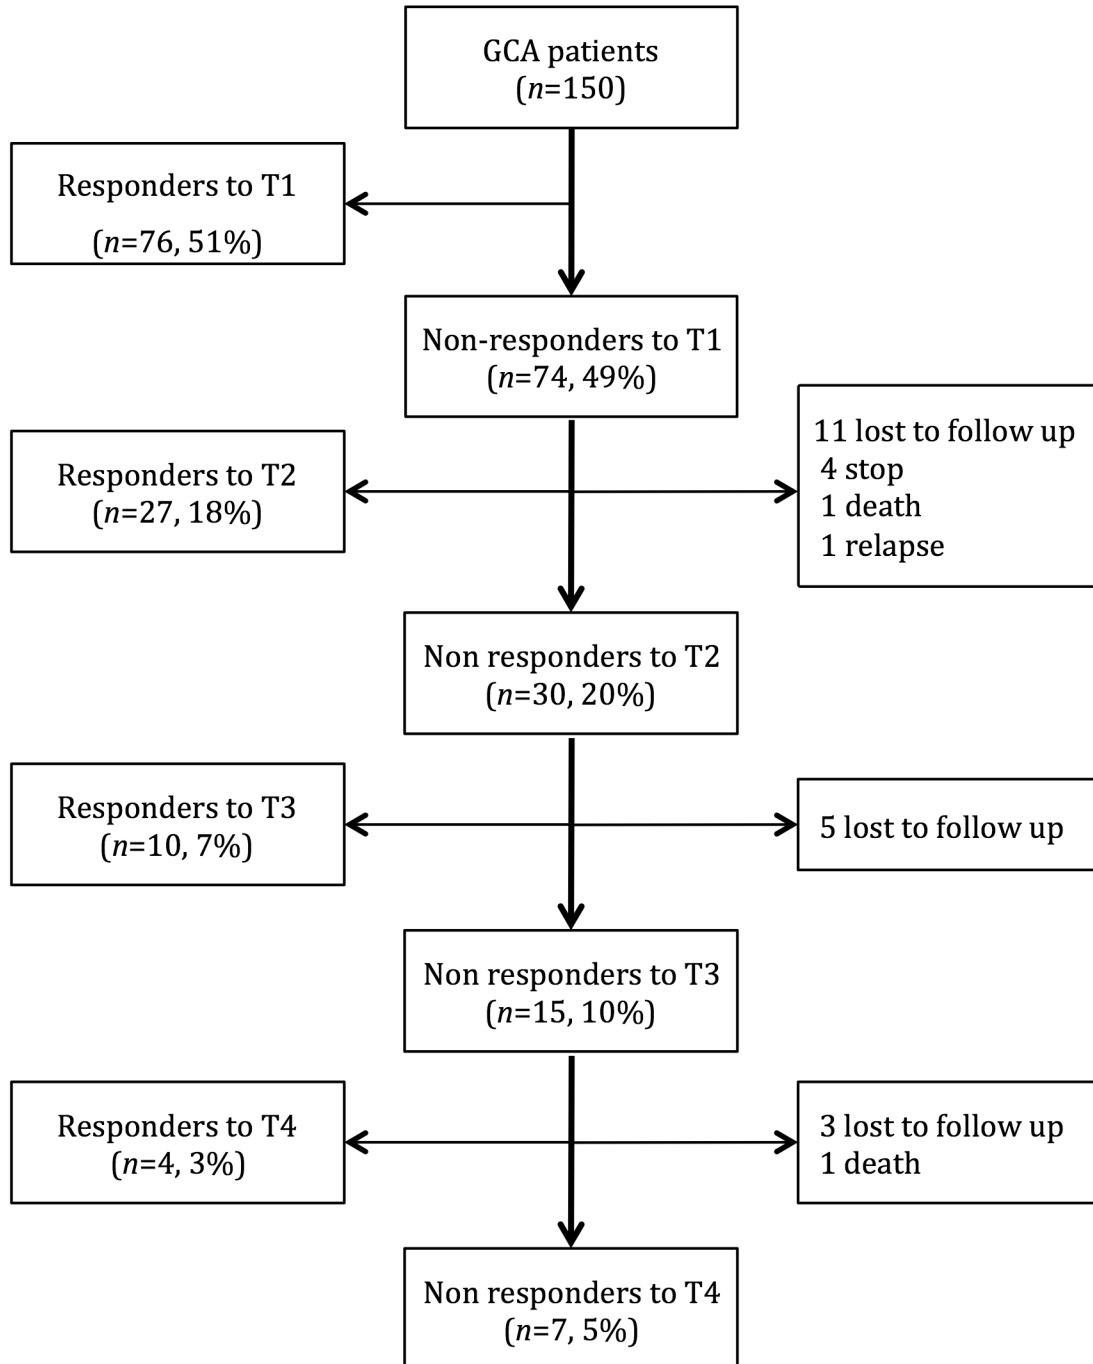 GCA patients
(n=150)
Responders to T1
(n=76, 51%)
Non-responders to T1
(n=74, 49%)
Responders to T2
(n=27, 18%)
11 lost to follow up
4 stop
1 death
1 relapse
Non responders to T2
(n=30, 20%)
Responders to T3
(n=10, 7%)
5 lost to follow up
Non responders to T3
(n=15, 10%)
Responders to T4
(n=4, 3%)
3 lost to follow up
1 death
Non responders to T4
(n=7, 5%)